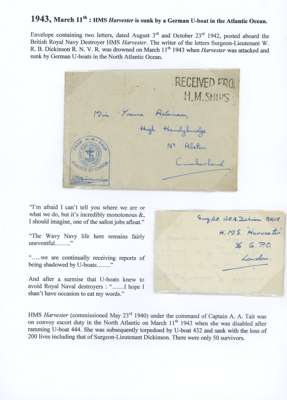 1943, March 11th : HMS Harvester is sunk by a German U-boat in the Atlantic Ocean.
Envelope containing two letters, dated August 3rd and October 23rd 1942, posted aboard the
British Royal Navy Destroyer HMS Harvester. The writer of the letters Surgeon-Lieutenant W.
R. B. Dickinson R. N. V. R. was drowned on March 11th 1943 when Harvester was attacked and
sunk by German U-boats in the North Atlantic Ocean.
RECEIVED FROM
H.M. SHIPS
Miss
High
Nr Alston
Cumberland
"I'm afraid I can't tell you where we are or
what we do, but it's incredibly monotonous &,
I should imagine, one of the safest jobs afloat."
"The Wavy Navy life here remains fairly
uneventful.........."
"…..we are continually receiving reports of
being shadowed by U-boats........"
And after a surmise that U-boats knew to
avoid Royal Naval destroyers : "……I hope I
shan't have occasion to eat my words."
Dickinson RNVR
H.M.S. Harvester
G.P.O.
London
HMS Harvester (commissioned May 23rd 1940) under the command of Captain A. A. Tait was
on convoy escort duty in the North Atlantic on March 11th 1943 when she was disabled after
ramming U-boat 444. She was subsequently torpedoed by U-boat 432 and sank with the loss of
200 lives including that of Surgeon-Lieutenant Dickinson. There were only 50 survivors.